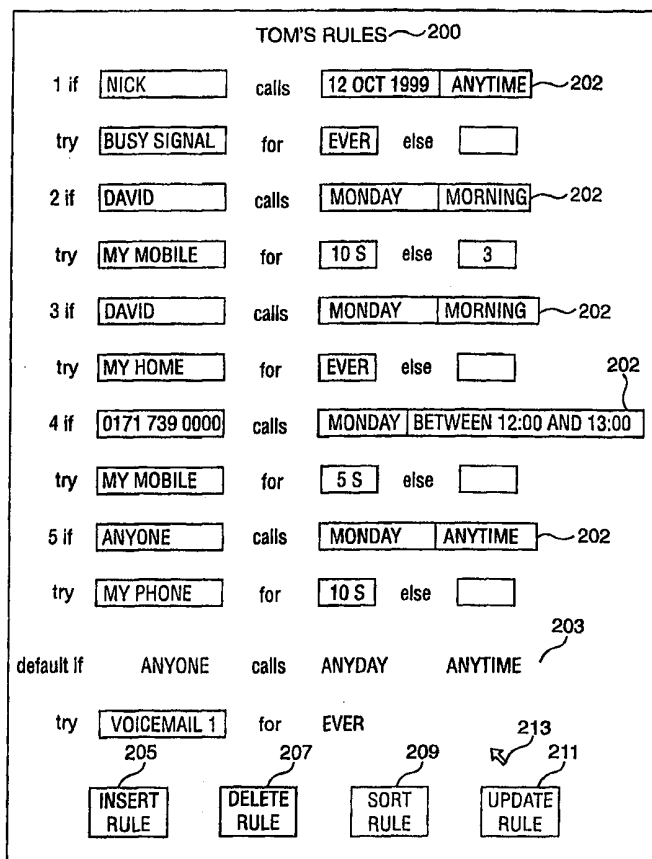 TOM'S RULES 200
1 if NICK calls 12 OCT 1999 ANYTIME 202
try BUSY SIGNAL for EVER else
2 if DAVID calls MONDAY MORNING 202
try MY MOBILE for 10 S else 3
3 if DAVID calls MONDAY MORNING 202
try MY HOME for EVER else
202
4 if 0171 739 0000 calls MONDAY BETWEEN 12:00 AND 13:00
try MY MOBILE for 5 S else
5 if ANYONE calls MONDAY ANYTIME 202
try MY PHONE for 10 S else
203
default if ANYONE calls ANYDAY ANYTIME
try VOICEMAIL 1 for EVER
213
205 207 209 211
INSERT RULE DELETE RULE SORT RULE UPDATE RULE